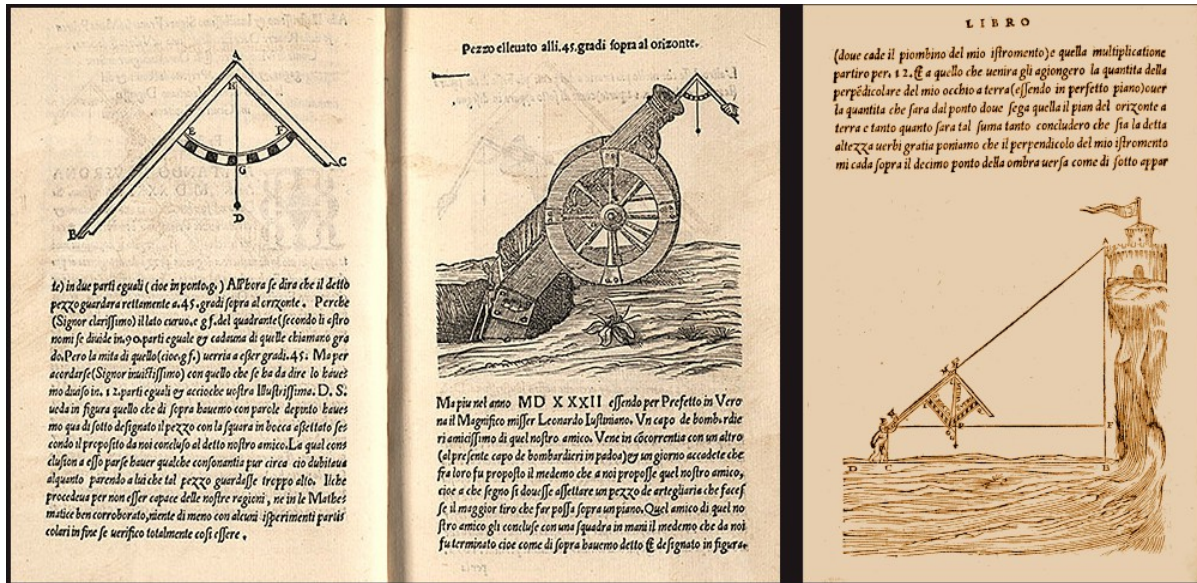 A
H
E
F
G
C
D
B
te) in due parti eguali (cioe in ponto.g.) Allhora se dira che il detto
pezzo guardara rettamente a.45.gradi sopra al orizonte. Perche
(Signor clarissimo) il lato curuo.e gf.del quadrante (secondo li astro
nomi se diuide in.90.parti eguale & cadauna di quelle chiamano gra
do.Pero la mita di quello (cioe.gf.) uerria a esser gradi.45. Ma per
acordarse (Signor inuictissimo) con quello che se ha da dire lo haue
mo diuiso in.12.parti eguali & accioche uostra Illustrissima.D.S.
ueda in figura quello che di sopra hauemo con parole depinto haue
mo qua di sotto designato il pezzo con la squara in bocca assettato se
condo il proposito da noi concluso al detto nostro amico. La qual con
clusion a esso parse hauer qualche consonantia pur circa cio dubitaua
alquanto parendo a lui che tal pezzo guardasse troppo alto. Ilche
procedeua per non esser capace delle nostre ragioni, ne in le Mathe
matice ben corroborato,niente di meno con alcuni isperimenti parti
colari in fine se uerifico totalmente cosi essere.
Pezzo elleuato alli.45.gradi sopra al orizonte.
Ma piu nel anno MD XXXII essendo per Prefetto in Vero
na il Magnifico misser Leonardo Iustiniano. Vn capo de bombardie
ri amicissimo di quel nostro amico. Vene in cõcorrentia con un altro
(al presente capo de bombardieri in padoa) & un giorno accadete che
fra loro fu proposto il medemo che a noi propose quel nostro amico,
cioe a che segno si douesse assettare un pezzo de artegliaria che faces
se il maggior tiro che far possa sopra un piano. Quel amico di quel no
stro amico gli concluse con una squadra in mani il medemo che da noi
fu terminato cioe come di sopra hauemo detto & designato in figura.
LIBRO
(doue cade il piombino del mio istromento)e quella multiplicatione
partiro per.12.& a quello che uenira gli agiongero la quantita della
perpẽdicolare del mio occhio a terra (essendo in perfetto piano)ouer
la quantita che sara dal ponto doue sega quella il pian del orizonte a
terra e tanto quanto sara tal suma tanto concludero che sia la detta
altezza uerbi gratia poniamo che il perpendicolo del mio istromento
mi cada sopra il decimo ponto della ombra uersa come di sotto appar
A
F
D
C
B